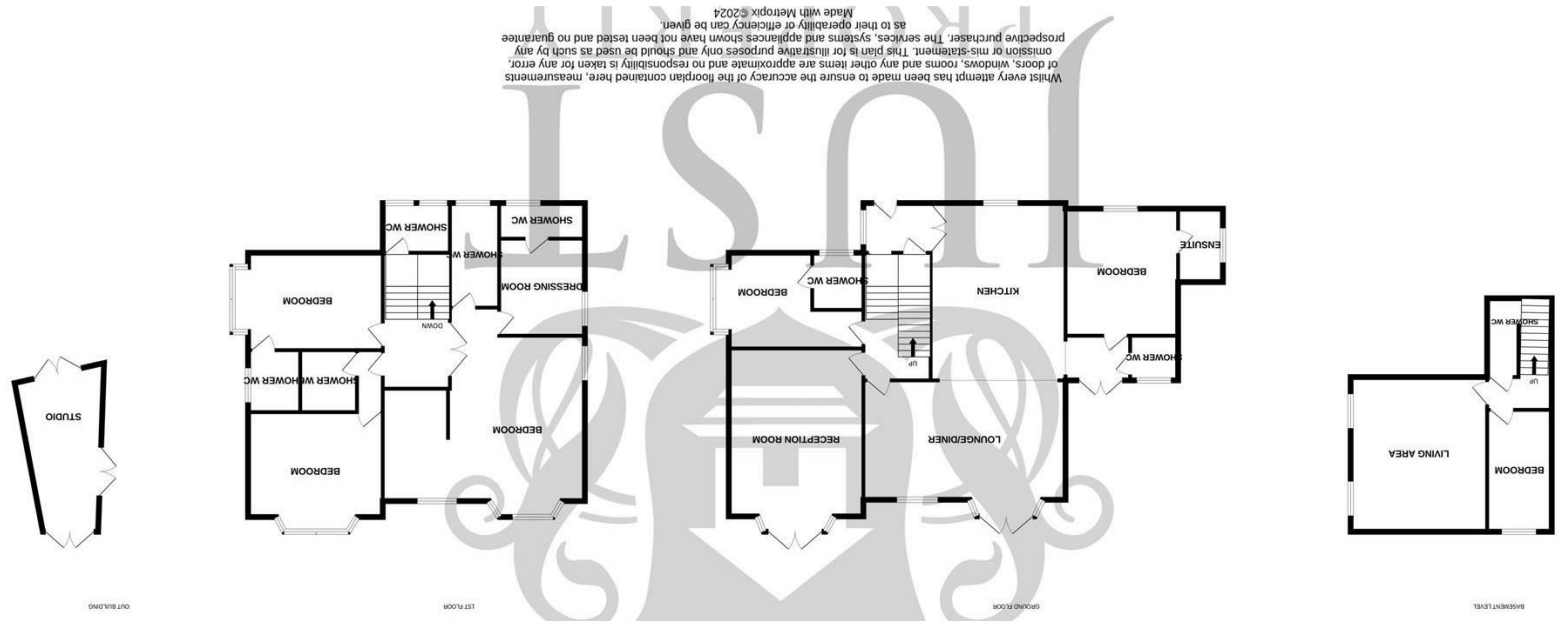 BASEMENT LEVEL
GROUND FLOOR
1ST FLOOR
OUT BUILDING
BEDROOM
LIVING AREA
UP
SHOWER WC
LOUNGE/DINER
RECEPTION ROOM
SHOWER WC
UP
KITCHEN
BEDROOM
SHOWER WC
BEDROOM
ENSUITE
BEDROOM
BEDROOM
SHOWER WC
SHOWER WC
DOWN
BEDROOM
DRESSING ROOM
SHOWER WC
SHOWER WC
SHOWER WC
STUDIO
JUST
PROPERTY
Whilst every attempt has been made to ensure the accuracy of the floorplan contained here, measurements
of doors, windows, rooms and any other items are approximate and no responsibility is taken for any error,
omission or mis-statement. This plan is for illustrative purposes only and should be used as such by any
prospective purchaser. The services, systems and appliances shown have not been tested and no guarantee
as to their operability or efficiency can be given.
Made with Metropix ©2024